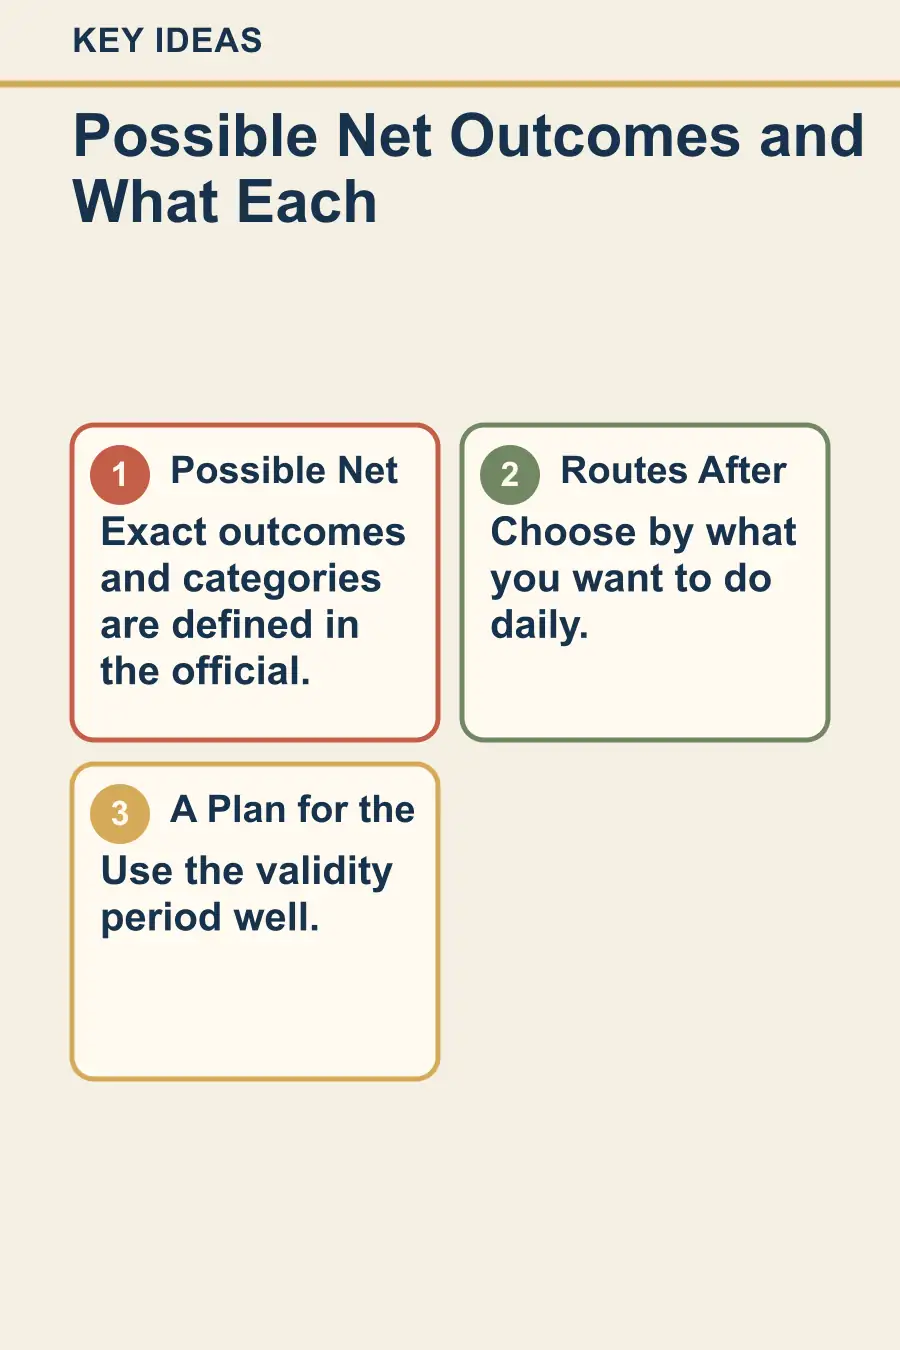 KEY IDEAS
Possible Net Outcomes and
What Each
1 Possible Net
Exact outcomes
and categories
are defined in
the official.
2 Routes After
Choose by what
you want to do
daily.
3 A Plan for the
Use the validity
period well.